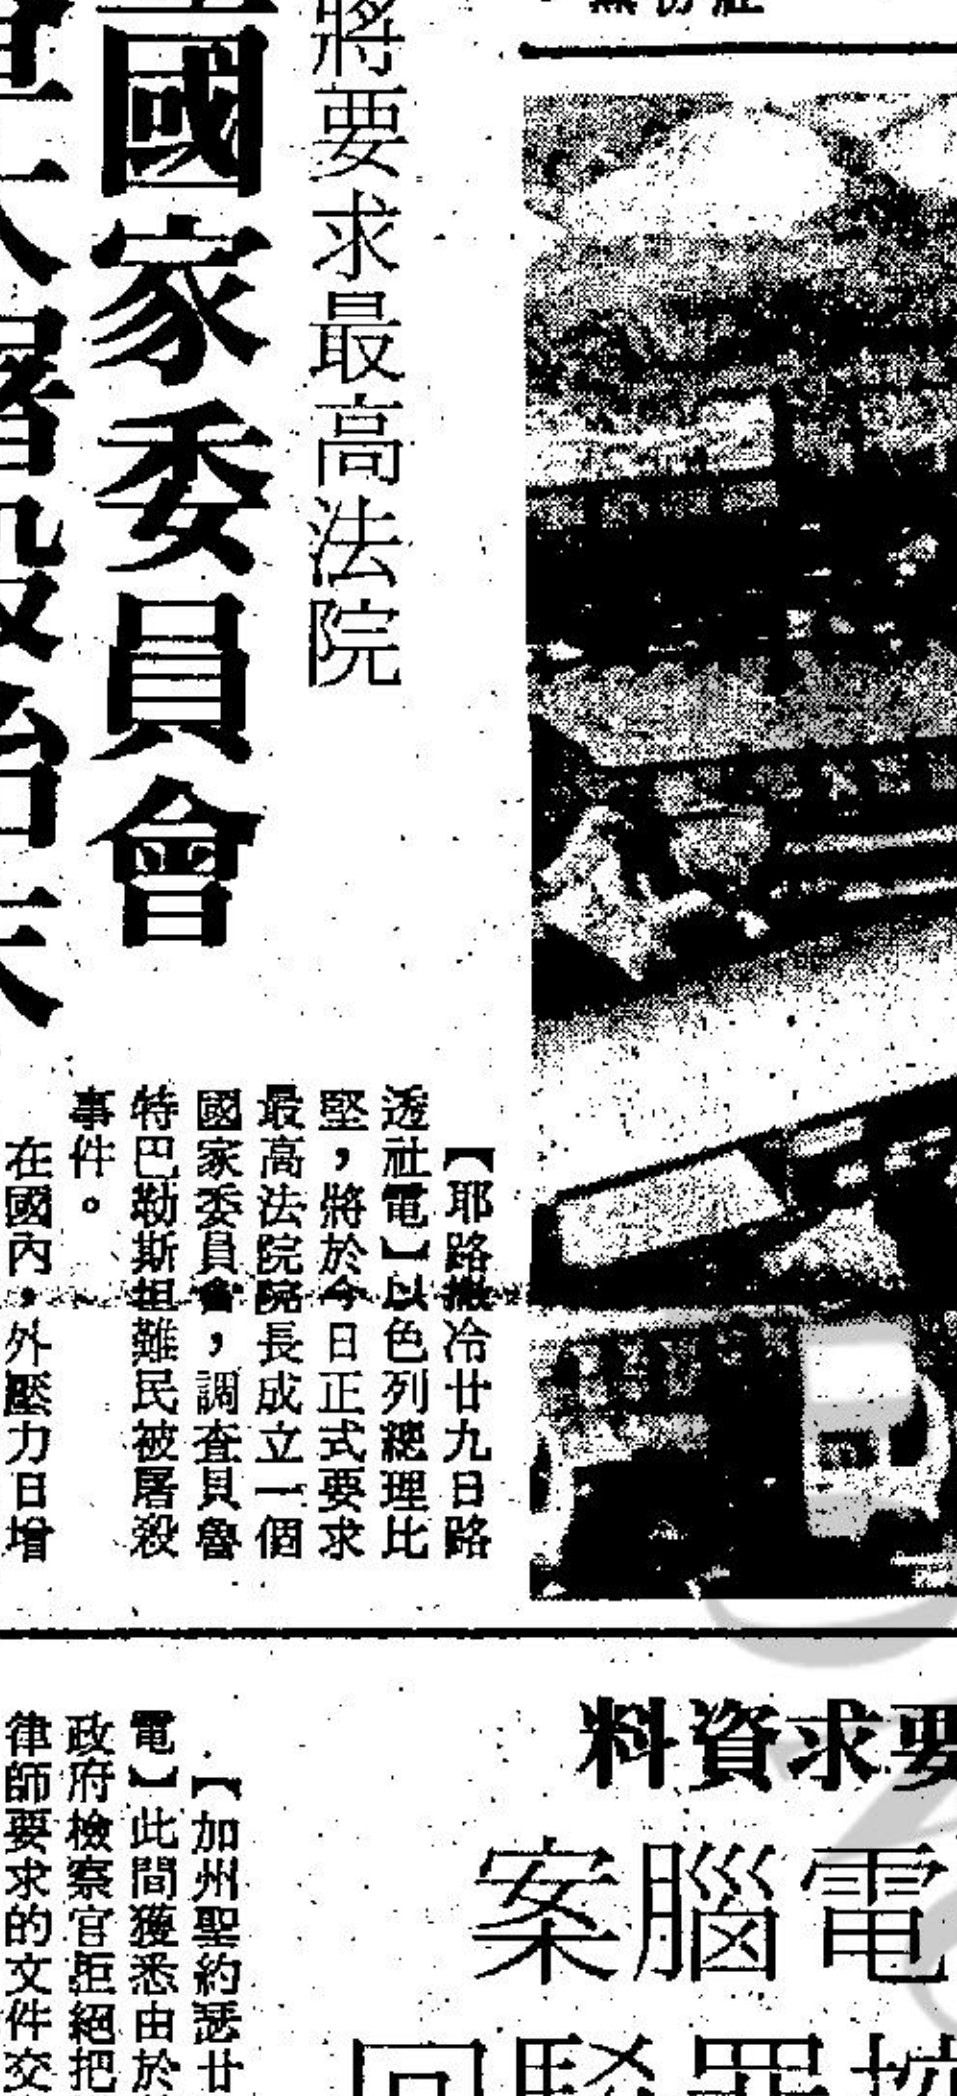 將要求最高法院
國家委員會
【耶路撒冷廿九日路
透社電】以色列總理比
堅，將於今日正式要求
最高法院院長成立一個
國家委員會，調查貝魯
特巴勒斯坦難民被屠殺
事件。
在國內，外壓力日增
要求資料
電腦案
罪駁回
【加州聖約瑟廿
電】此間獲悉由於
政府檢察官拒絕把
律師要求的文件交